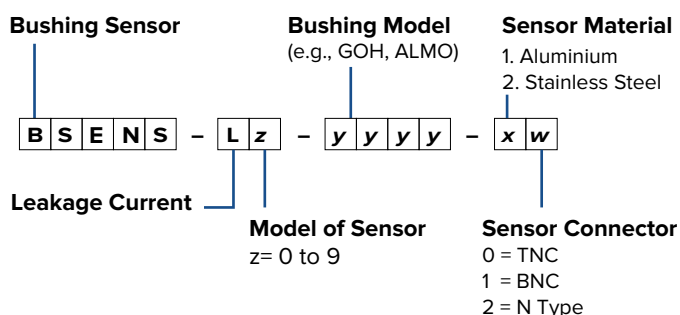 Bushing Sensor
Bushing Model
(e.g., GOH, ALMO)
Sensor Material
1. Aluminium
2. Stainless Steel
B S E N S – L z – y y y y – x w
Leakage Current
Model of Sensor
z= 0 to 9
Sensor Connector
0 = TNC
1 = BNC
2 = N Type